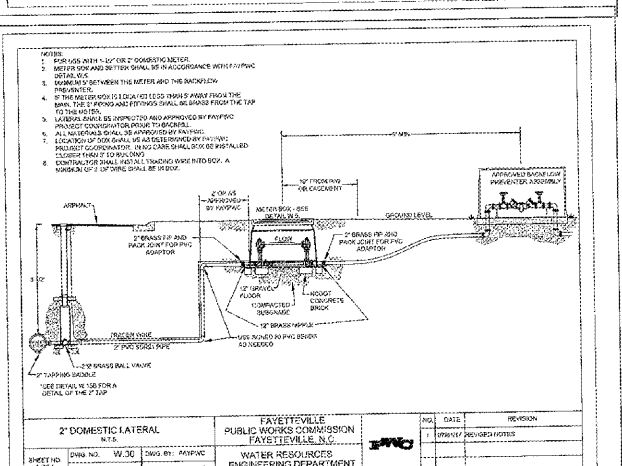 NOTES:
1. FOR USE WITH 1-1/2" OR 2" DOMESTIC METER.
2. METER BOX AND SETTER SHALL BE IN ACCORDANCE WITH FAYPWC
DETAIL W.5.
3. MINIMUM 5' BETWEEN THE METER AND THE BACKFLOW
PREVENTER.
4. IF THE METER BOX IS LOCATED LESS THAN 5' AWAY FROM THE
MAIN, THE 2" PIPING AND FITTINGS SHALL BE BRASS FROM THE TAP
TO THE METER.
5. LATERAL SHALL BE INSPECTED AND APPROVED BY FAYPWC
PROJECT COORDINATOR PRIOR TO BACKFILL.
6. ALL MATERIALS SHALL BE APPROVED BY FAYPWC.
7. LOCATION OF BOX SHALL BE AS DETERMINED BY FAYPWC
PROJECT COORDINATOR. IN NO CASE SHALL BOX BE INSTALLED
CLOSER THAN 3' TO BUILDING
8. CONTRACTOR SHALL INSTALL TRACING WIRE INTO BOX. A
MINIMUM OF 2' OF WIRE SHALL BE IN BOX.
5' MIN.
10" FROM R/W
OR EASEMENT
APPROVED BACKFLOW
PREVENTER ASSEMBLY
2' OR AS
APPROVED
BY FAYPWC
METER BOX - SEE
DETAIL W.5
GROUND LEVEL
ASPHALT
2" BRASS PIP AND
PACK JOINT FOR PVC
ADAPTOR
FLOW
2" BRASS PIP AND
PACK JOINT FOR PVC
ADAPTOR
12" GRAVEL
FLOOR
COMPACTED
SUBGRADE
CONCRETE
BRICK
12" BRASS NIPPLE
TRACER WIRE
2" PVC SDR21 PIPE
USE SCHED 80 PVC BENDS
AS NEEDED
2" BRASS BALL VALVE
2" TAPPING SADDLE
*SEE DETAIL W.15B FOR A
DETAIL OF THE 2" TAP
2" DOMESTIC LATERAL
N.T.S.
FAYETTEVILLE
PUBLIC WORKS COMMISSION
FAYETTEVILLE, N.C.
PWC
NO. DATE REVISION
1 REVISED NOTES
SHEET NO. DWG. NO. W.30 DWG. BY: FAYPWC
WATER RESOURCES
ENGINEERING DEPARTMENT